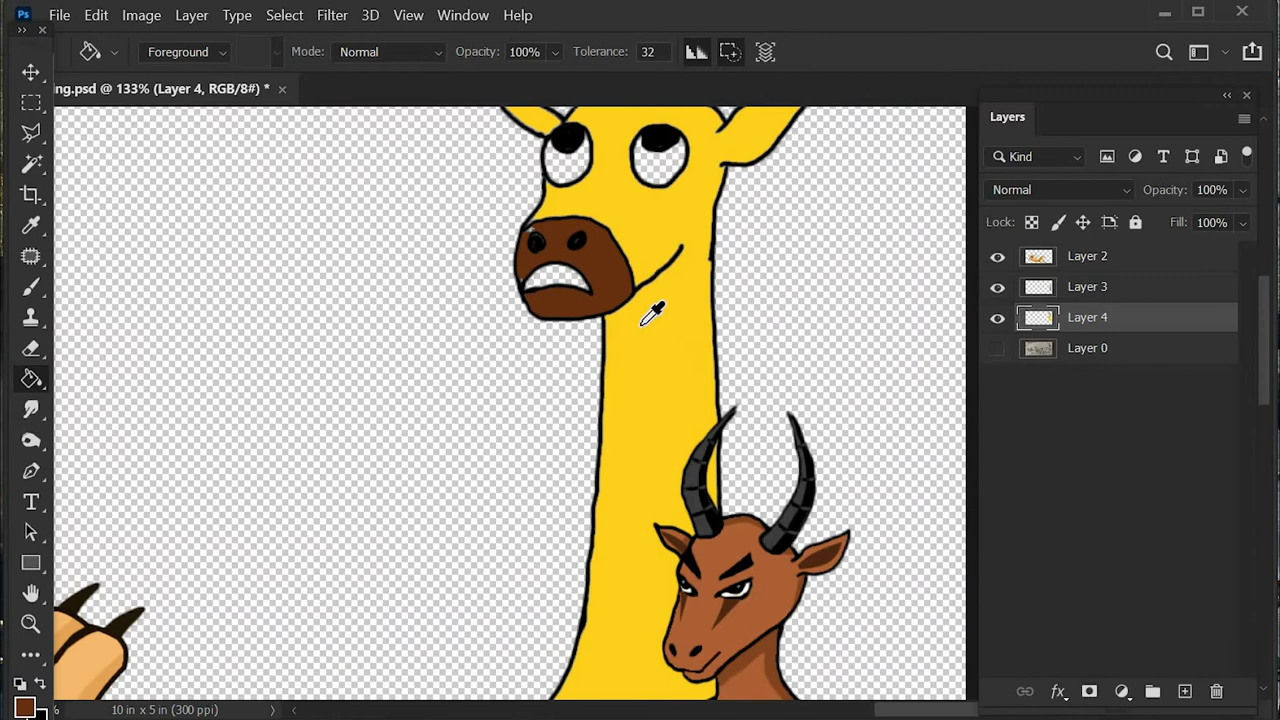 Ps File Edit Image Layer Type Select Filter 3D View Window Help
Foreground Mode: Normal Opacity: 100% Tolerance: 32
ng.psd @ 133% (Layer 4, RGB/8#) *
Layers
Kind
Normal Opacity: 100%
Lock: Fill: 100%
Layer 2
Layer 3
Layer 4
Layer 0
% 10 in x 5 in (300 ppi)